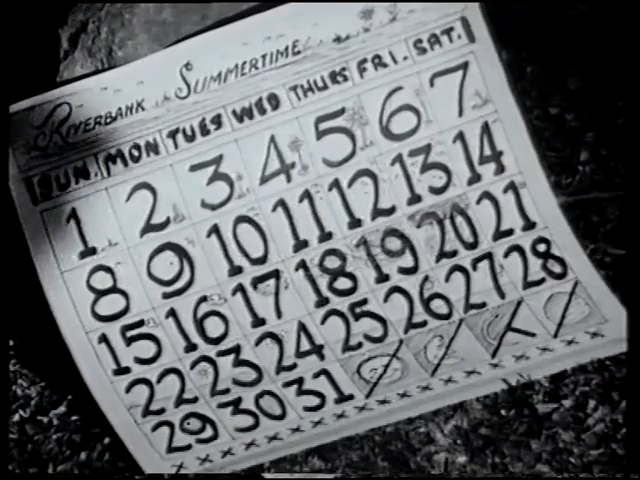 RIVERBANK SUMMERTIME
SUN. MON TUES WED THURS FRI. SAT.
1 2 3 4 5 6 7
8 9 10 11 12 13 14
15 16 17 18 19 20 21
22 23 24 25 26 27 28
29 30 31